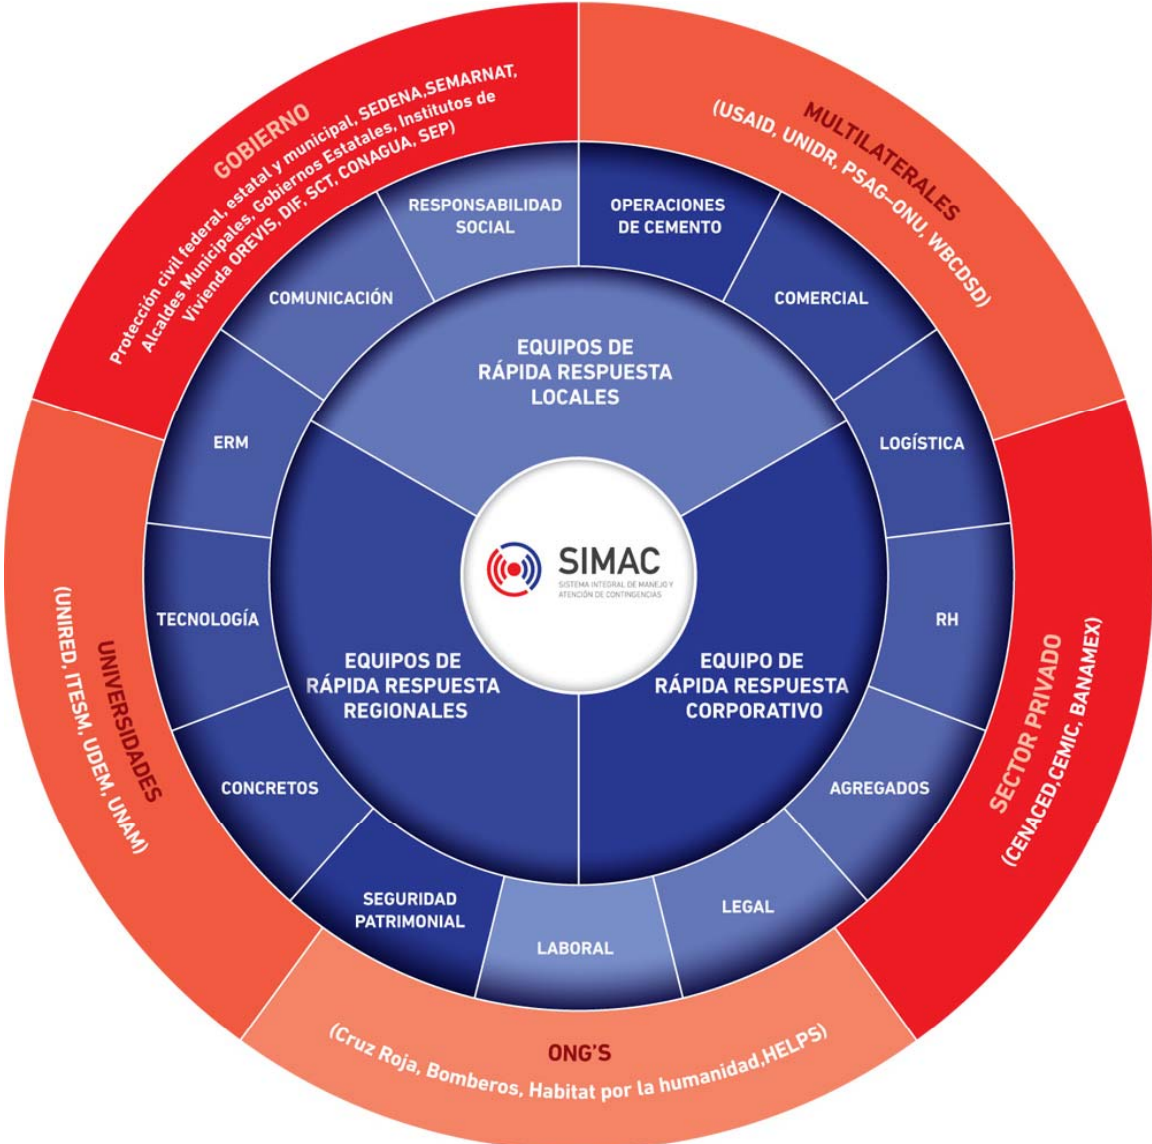 GOBIERNO
Protección civil federal, estatal y municipal, SEDENA,SEMARNAT,
Alcaldes Municipales, Gobiernos Estatales, Institutos de
Vivienda OREVIS, DIF, SCT, CONAGUA, SEP)
MULTILATERALES
(USAID, UNIDR, PSAG–ONU, WBCDSD)
SECTOR PRIVADO
(CENACED,CEMIC, BANAMEX)
ONG'S
(Cruz Roja, Bomberos, Habitat por la humanidad,HELPS)
UNIVERSIDADES
(UNIRED, ITESM, UDEM, UNAM)
RESPONSABILIDAD
SOCIAL
OPERACIONES
DE CEMENTO
COMERCIAL
LOGÍSTICA
RH
AGREGADOS
LEGAL
LABORAL
SEGURIDAD
PATRIMONIAL
CONCRETOS
TECNOLOGÍA
ERM
COMUNICACIÓN
EQUIPOS DE
RÁPIDA RESPUESTA
LOCALES
EQUIPO DE
RÁPIDA RESPUESTA
CORPORATIVO
EQUIPOS DE
RÁPIDA RESPUESTA
REGIONALES
SIMAC
SISTEMA INTEGRAL DE MANEJO Y
ATENCIÓN DE CONTINGENCIAS